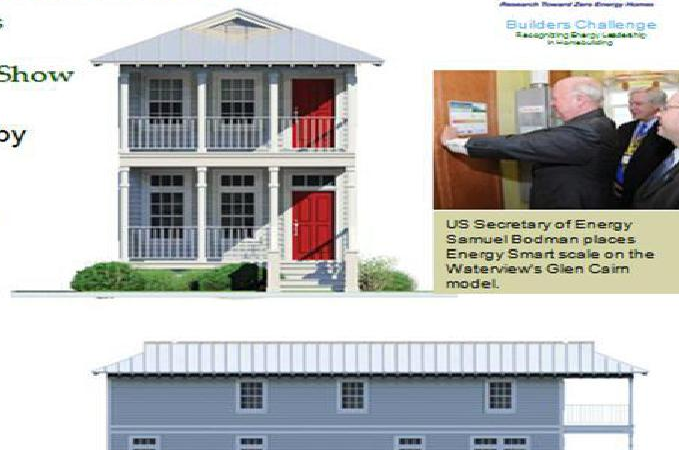 Show
by
Research Toward Zero Energy Homes
Builders Challenge
Recognizing Energy Leadership
in Homebuilding
US Secretary of Energy
Samuel Bodman places
Energy Smart scale on the
Waterview's Glen Cairn
model.